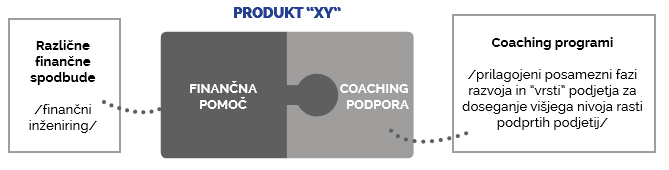 PRODUKT "XY"
Različne
finančne
spodbude
/finančni
inženiring/
FINANČNA
POMOČ
COACHING
PODPORA
Coaching programi
/prilagojeni posamezni fazi
razvoja in "vrsti" podjetja za
doseganje višjega nivoja rasti
podprtih podjetij/